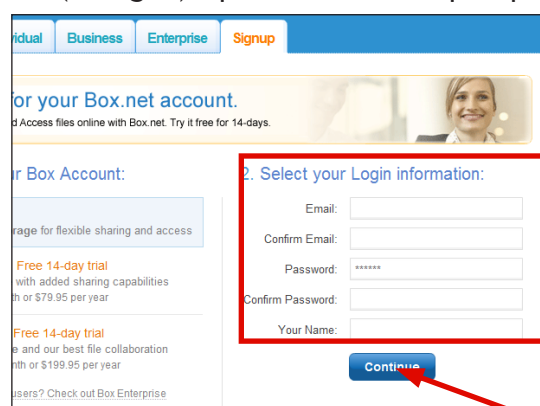 Business Enterprise Signup
for your Box.net account.
d Access files online with Box.net. Try it free for 14-days.
r Box Account:
rage for flexible sharing and access
Free 14-day trial
with added sharing capabilities
th or $79.95 per year
Free 14-day trial
e and our best file collaboration
nth or $199.95 per year
users? Check out Box Enterprise
2. Select your Login information:
Email:
Confirm Email:
Password: ******
Confirm Password:
Your Name:
Continue